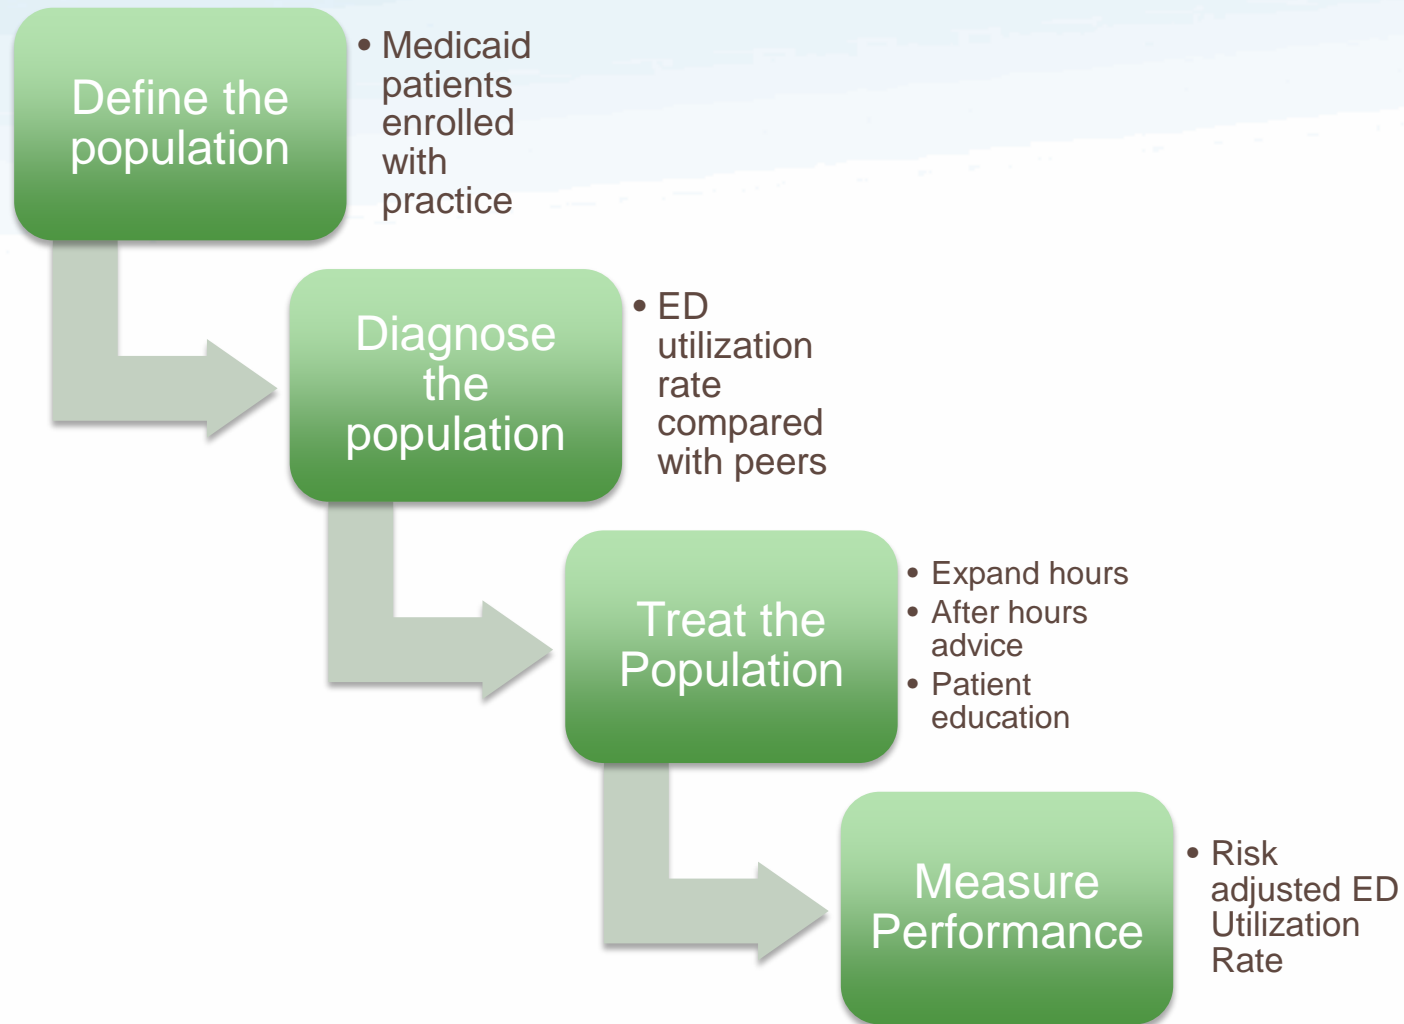 Define the
population
• Medicaid
patients
enrolled
with
practice
Diagnose
the
population
• ED
utilization
rate
compared
with peers
Treat the
Population
• Expand hours
• After hours
advice
• Patient
education
Measure
Performance
• Risk
adjusted ED
Utilization
Rate